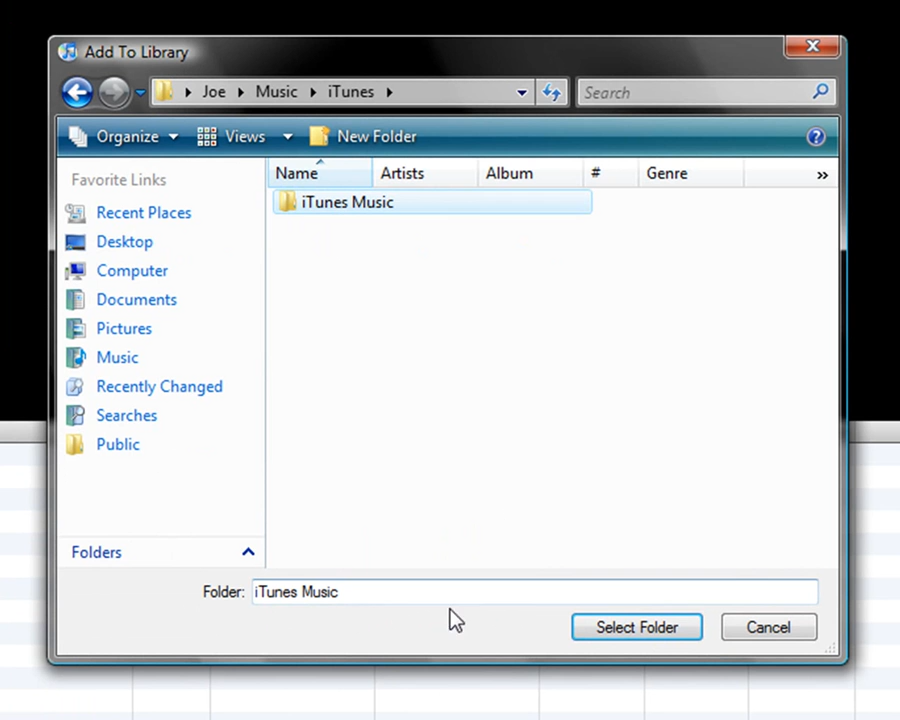 Add To Library
Joe Music iTunes
Search
Organize Views New Folder
Favorite Links
Recent Places
Desktop
Computer
Documents
Pictures
Music
Recently Changed
Searches
Public
Folders
Name Artists Album # Genre »
iTunes Music
Folder: iTunes Music
Select Folder Cancel